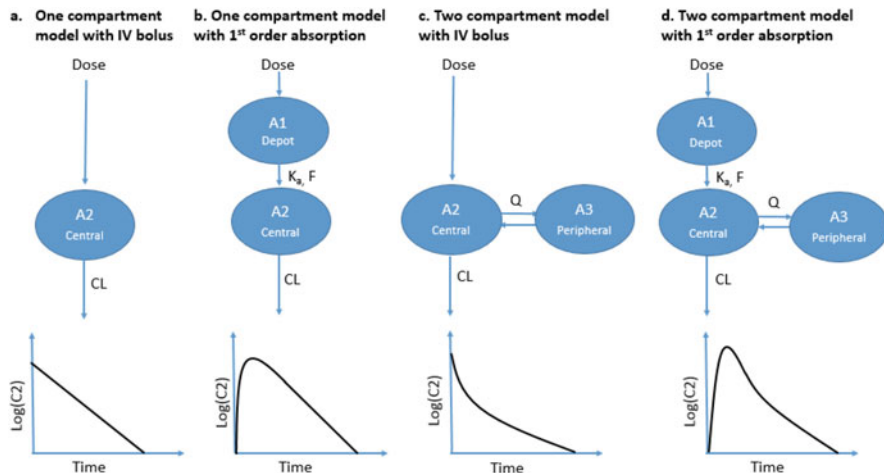 a. One compartment
model with IV bolus
Dose
A2
Central
CL
Log(C2)
Time
b. One compartment model
with 1st order absorption
Dose
A1
Depot
Ka, F
A2
Central
CL
Log(C2)
Time
c. Two compartment model
with IV bolus
Dose
A2
Central
Q
A3
Peripheral
CL
Log(C2)
Time
d. Two compartment model
with 1st order absorption
Dose
A1
Depot
Ka, F
A2
Central
Q
A3
Peripheral
CL
Log(C2)
Time